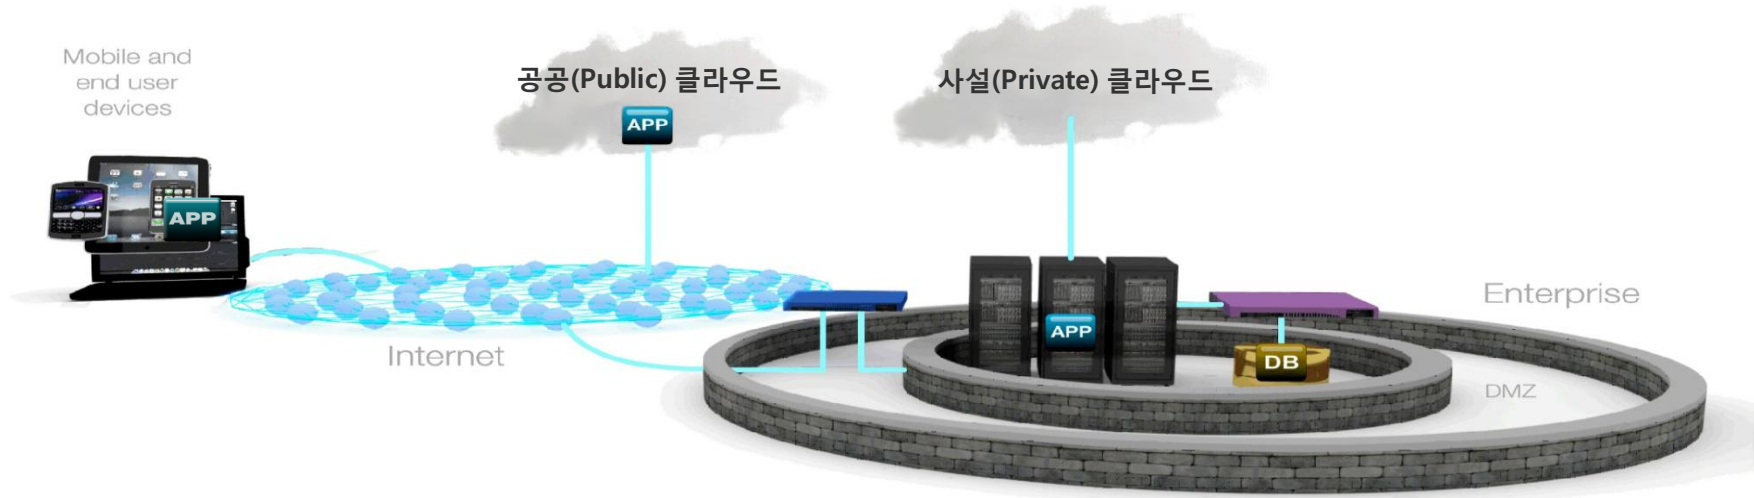 Mobile and
end user
devices
공공(Public) 클라우드
사설(Private) 클라우드
APP
APP
Internet
Enterprise
APP
DB
DMZ